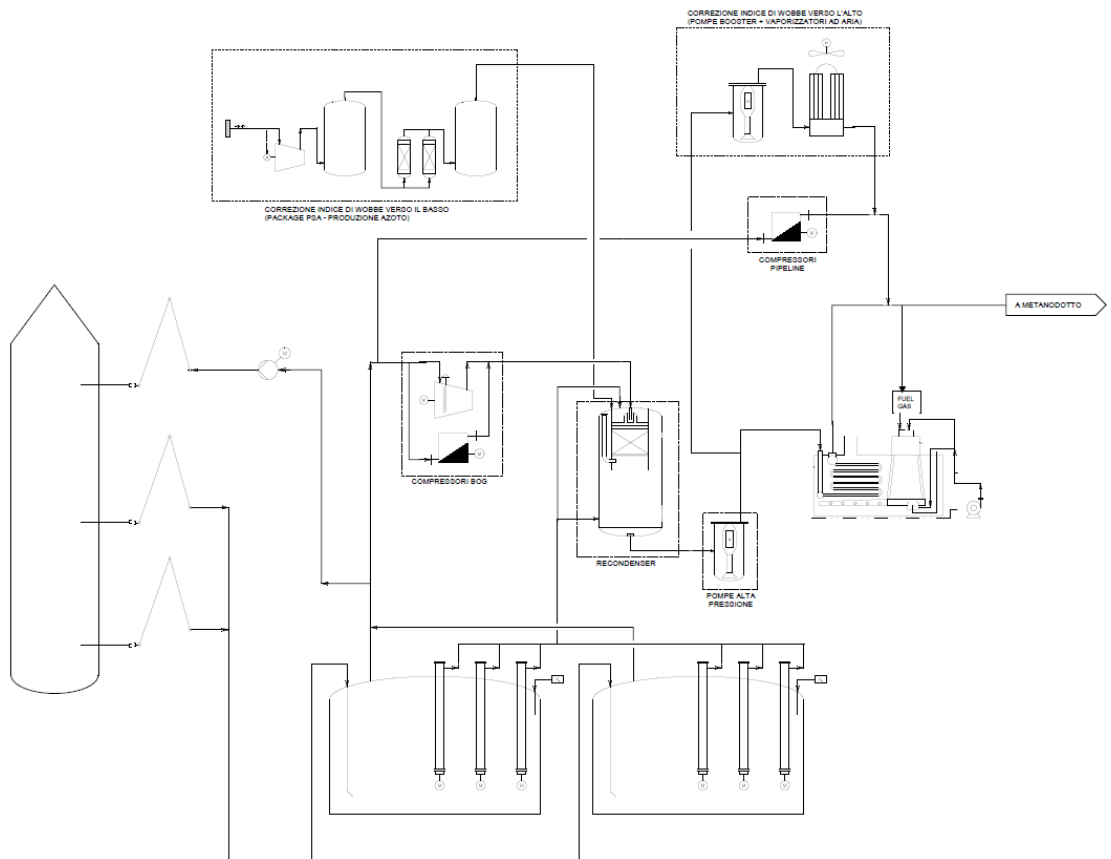 CORREZIONE INDICE DI WOBBE VERSO L'ALTO
(POMPE BOOSTER + VAPORIZZATORI AD ARIA)
M
CORREZIONE INDICE DI WOBBE VERSO IL BASSO
(PACKAGE PSA - PRODUZIONE AZOTO)
M
COMPRESSORI
PIPELINE
A METANODOTTO
M
M
M
COMPRESSORI BOG
FUEL
GAS
RECONDENSER
POMPE ALTA
PRESSIONE
M
M
M
M
M
M